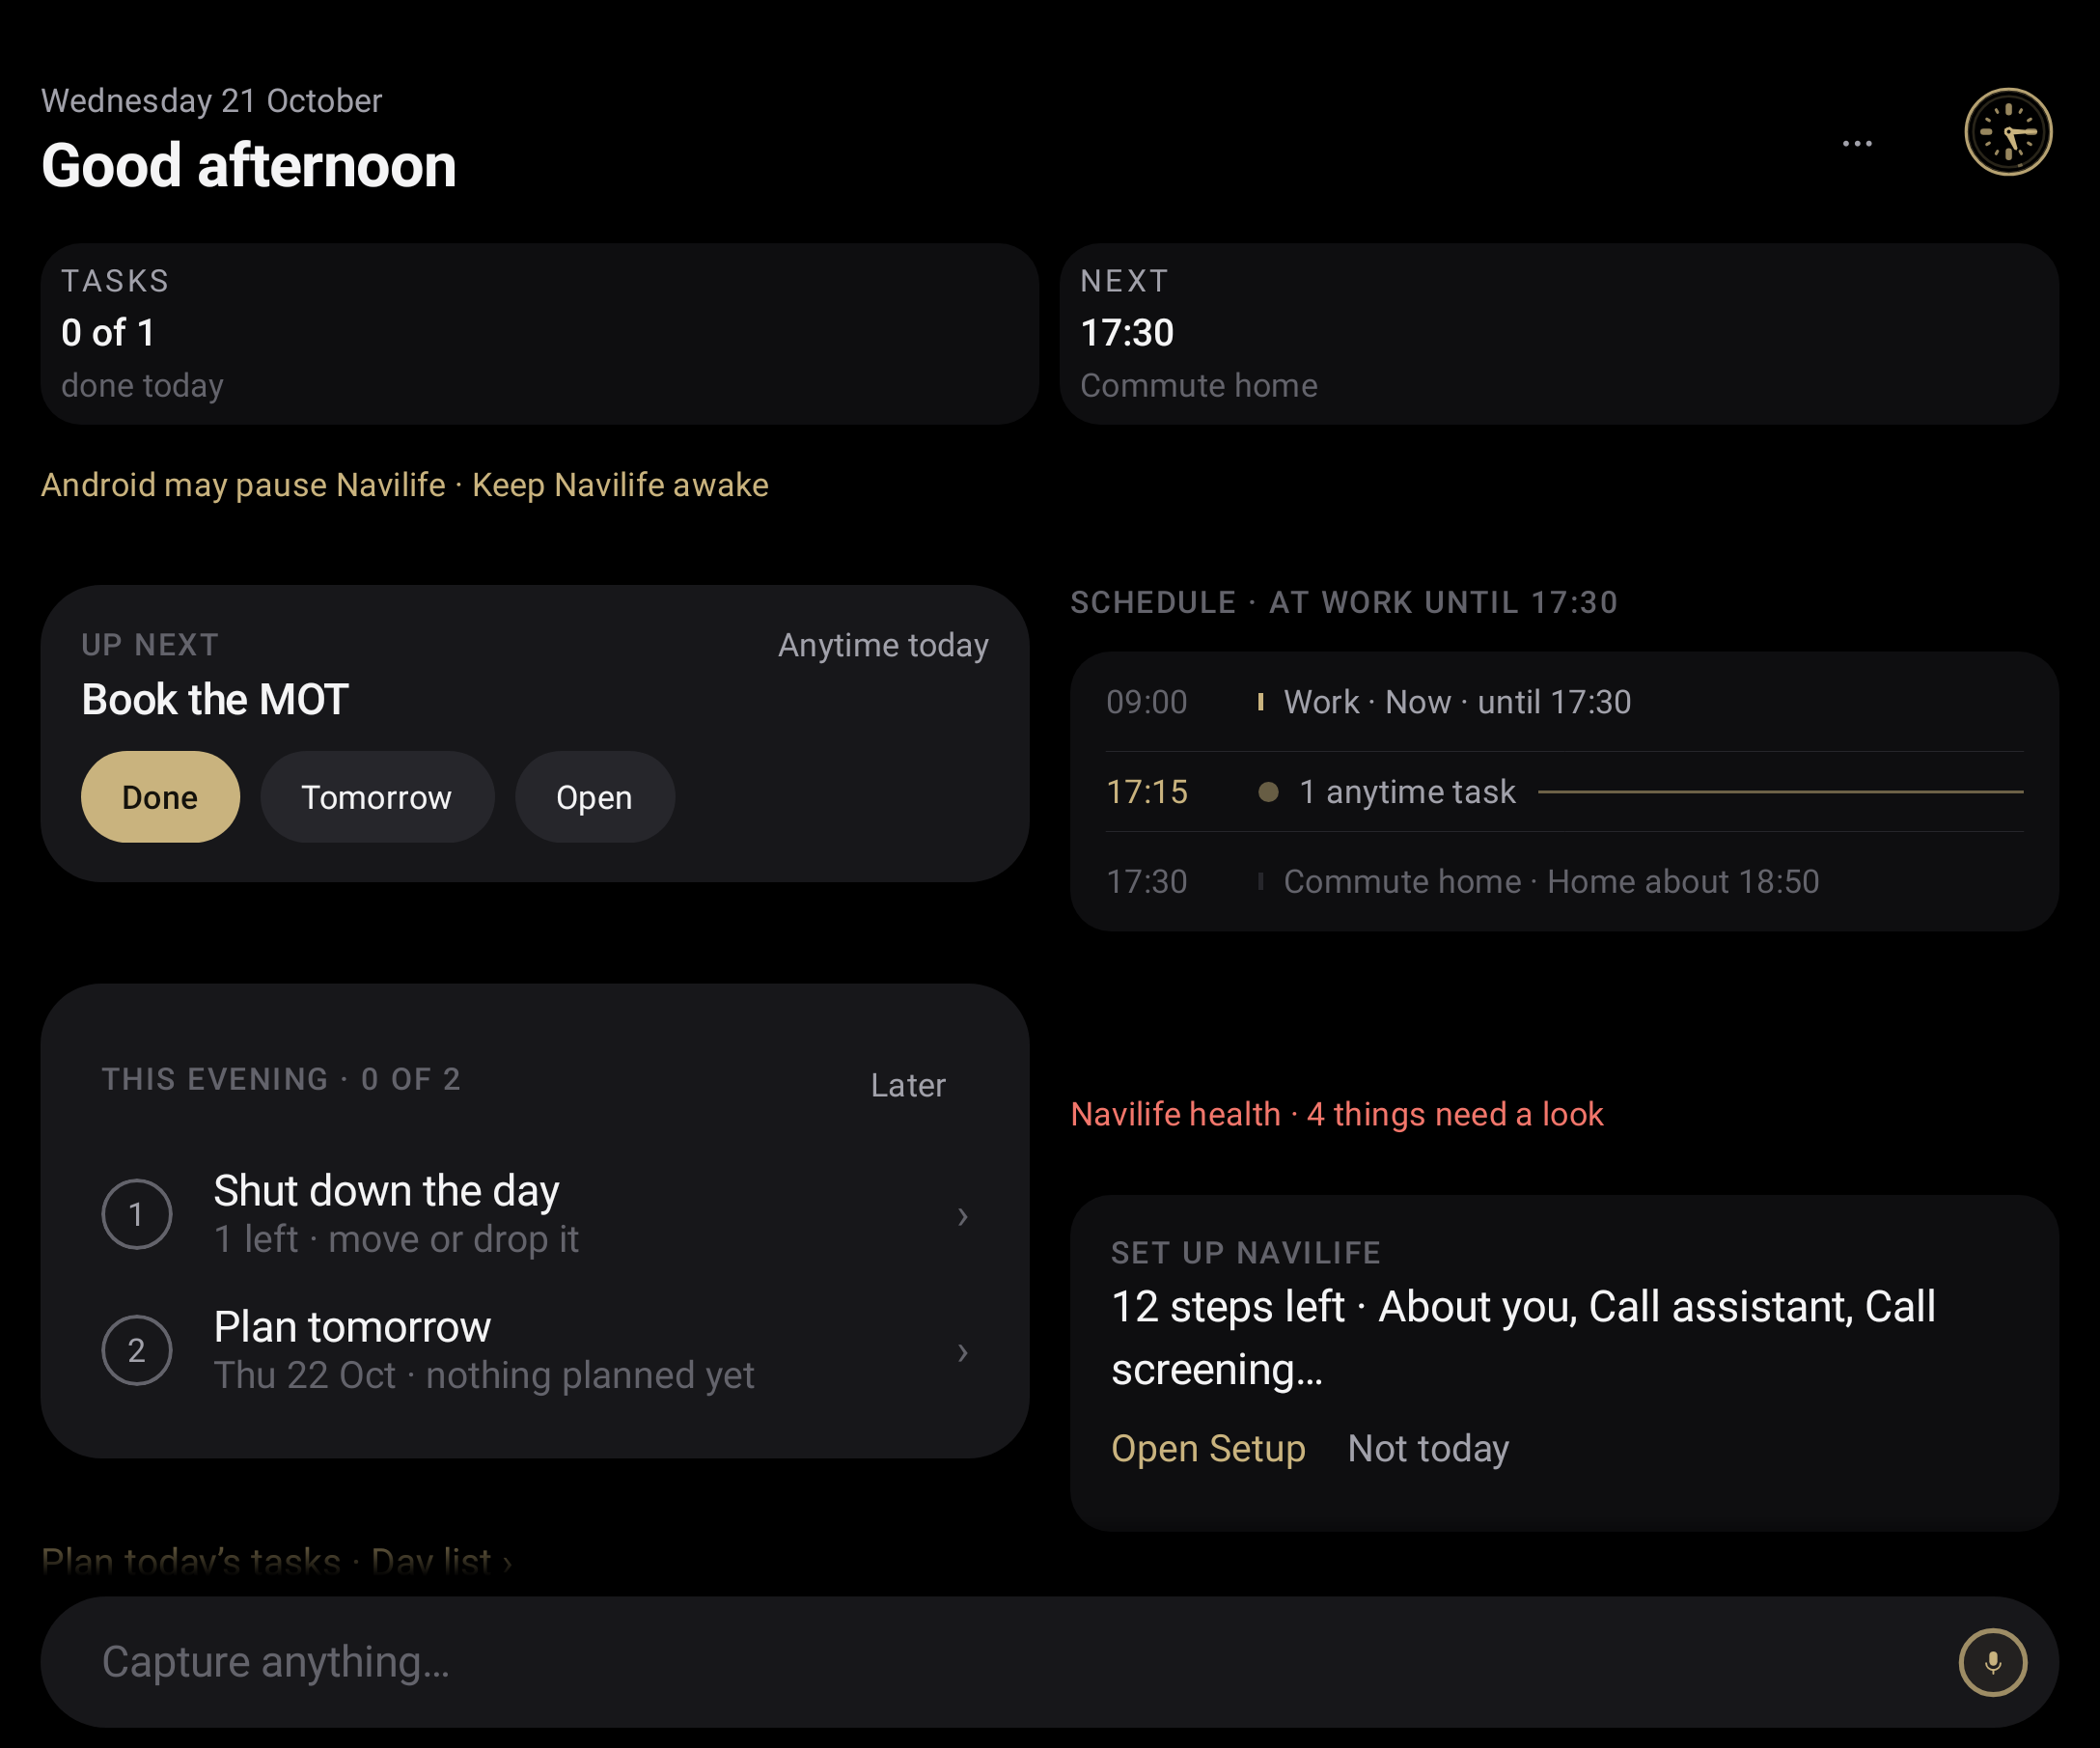 Wednesday 21 October
Good afternoon
...
TASKS
0 of 1
done today
NEXT
17:30
Commute home
Android may pause Navilife · Keep Navilife awake
UP NEXT
Anytime today
Book the MOT
Done
Tomorrow
Open
SCHEDULE · AT WORK UNTIL 17:30
09:00 Work · Now · until 17:30
17:15 1 anytime task
17:30 Commute home · Home about 18:50
THIS EVENING · 0 OF 2
Later
1 Shut down the day
1 left · move or drop it
›
2 Plan tomorrow
Thu 22 Oct · nothing planned yet
›
Navilife health · 4 things need a look
SET UP NAVILIFE
12 steps left · About you, Call assistant, Call
screening…
Open Setup
Not today
Plan today’s tasks · Day list ›
Capture anything…